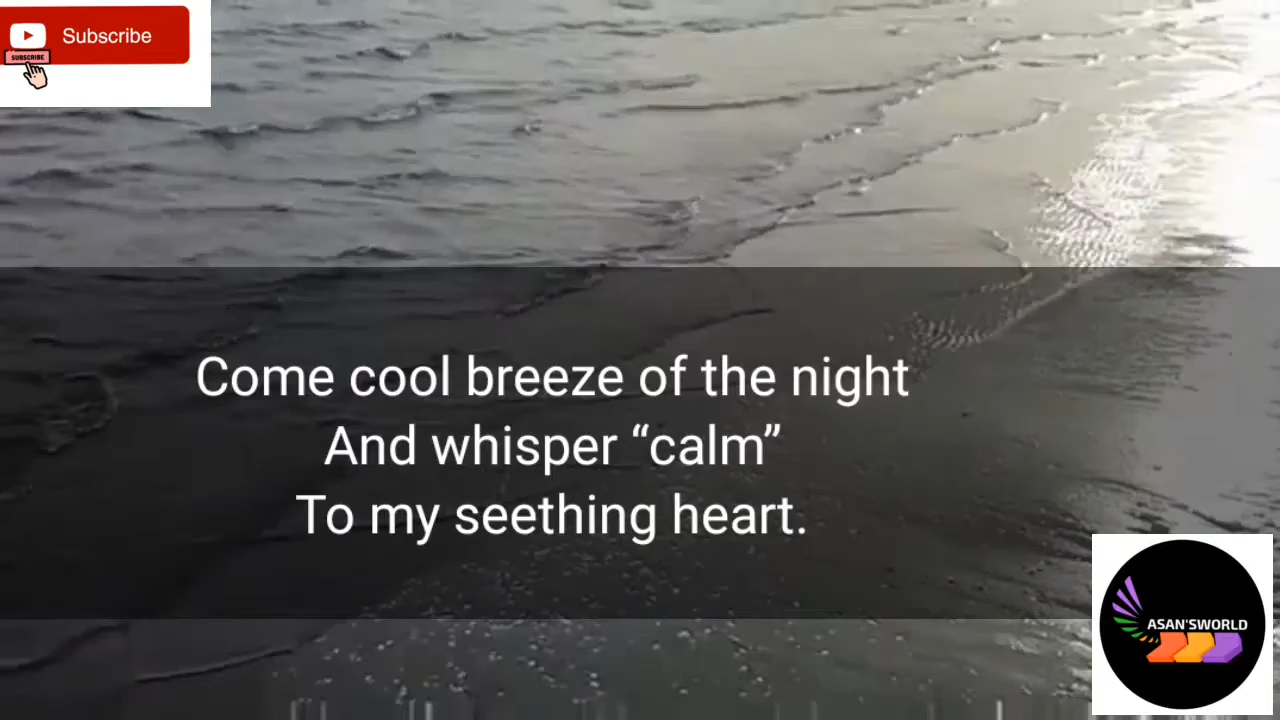 Subscribe
SUBSCRIBE
Come cool breeze of the night
And whisper “calm”
To my seething heart.
ASAN'SWORLD